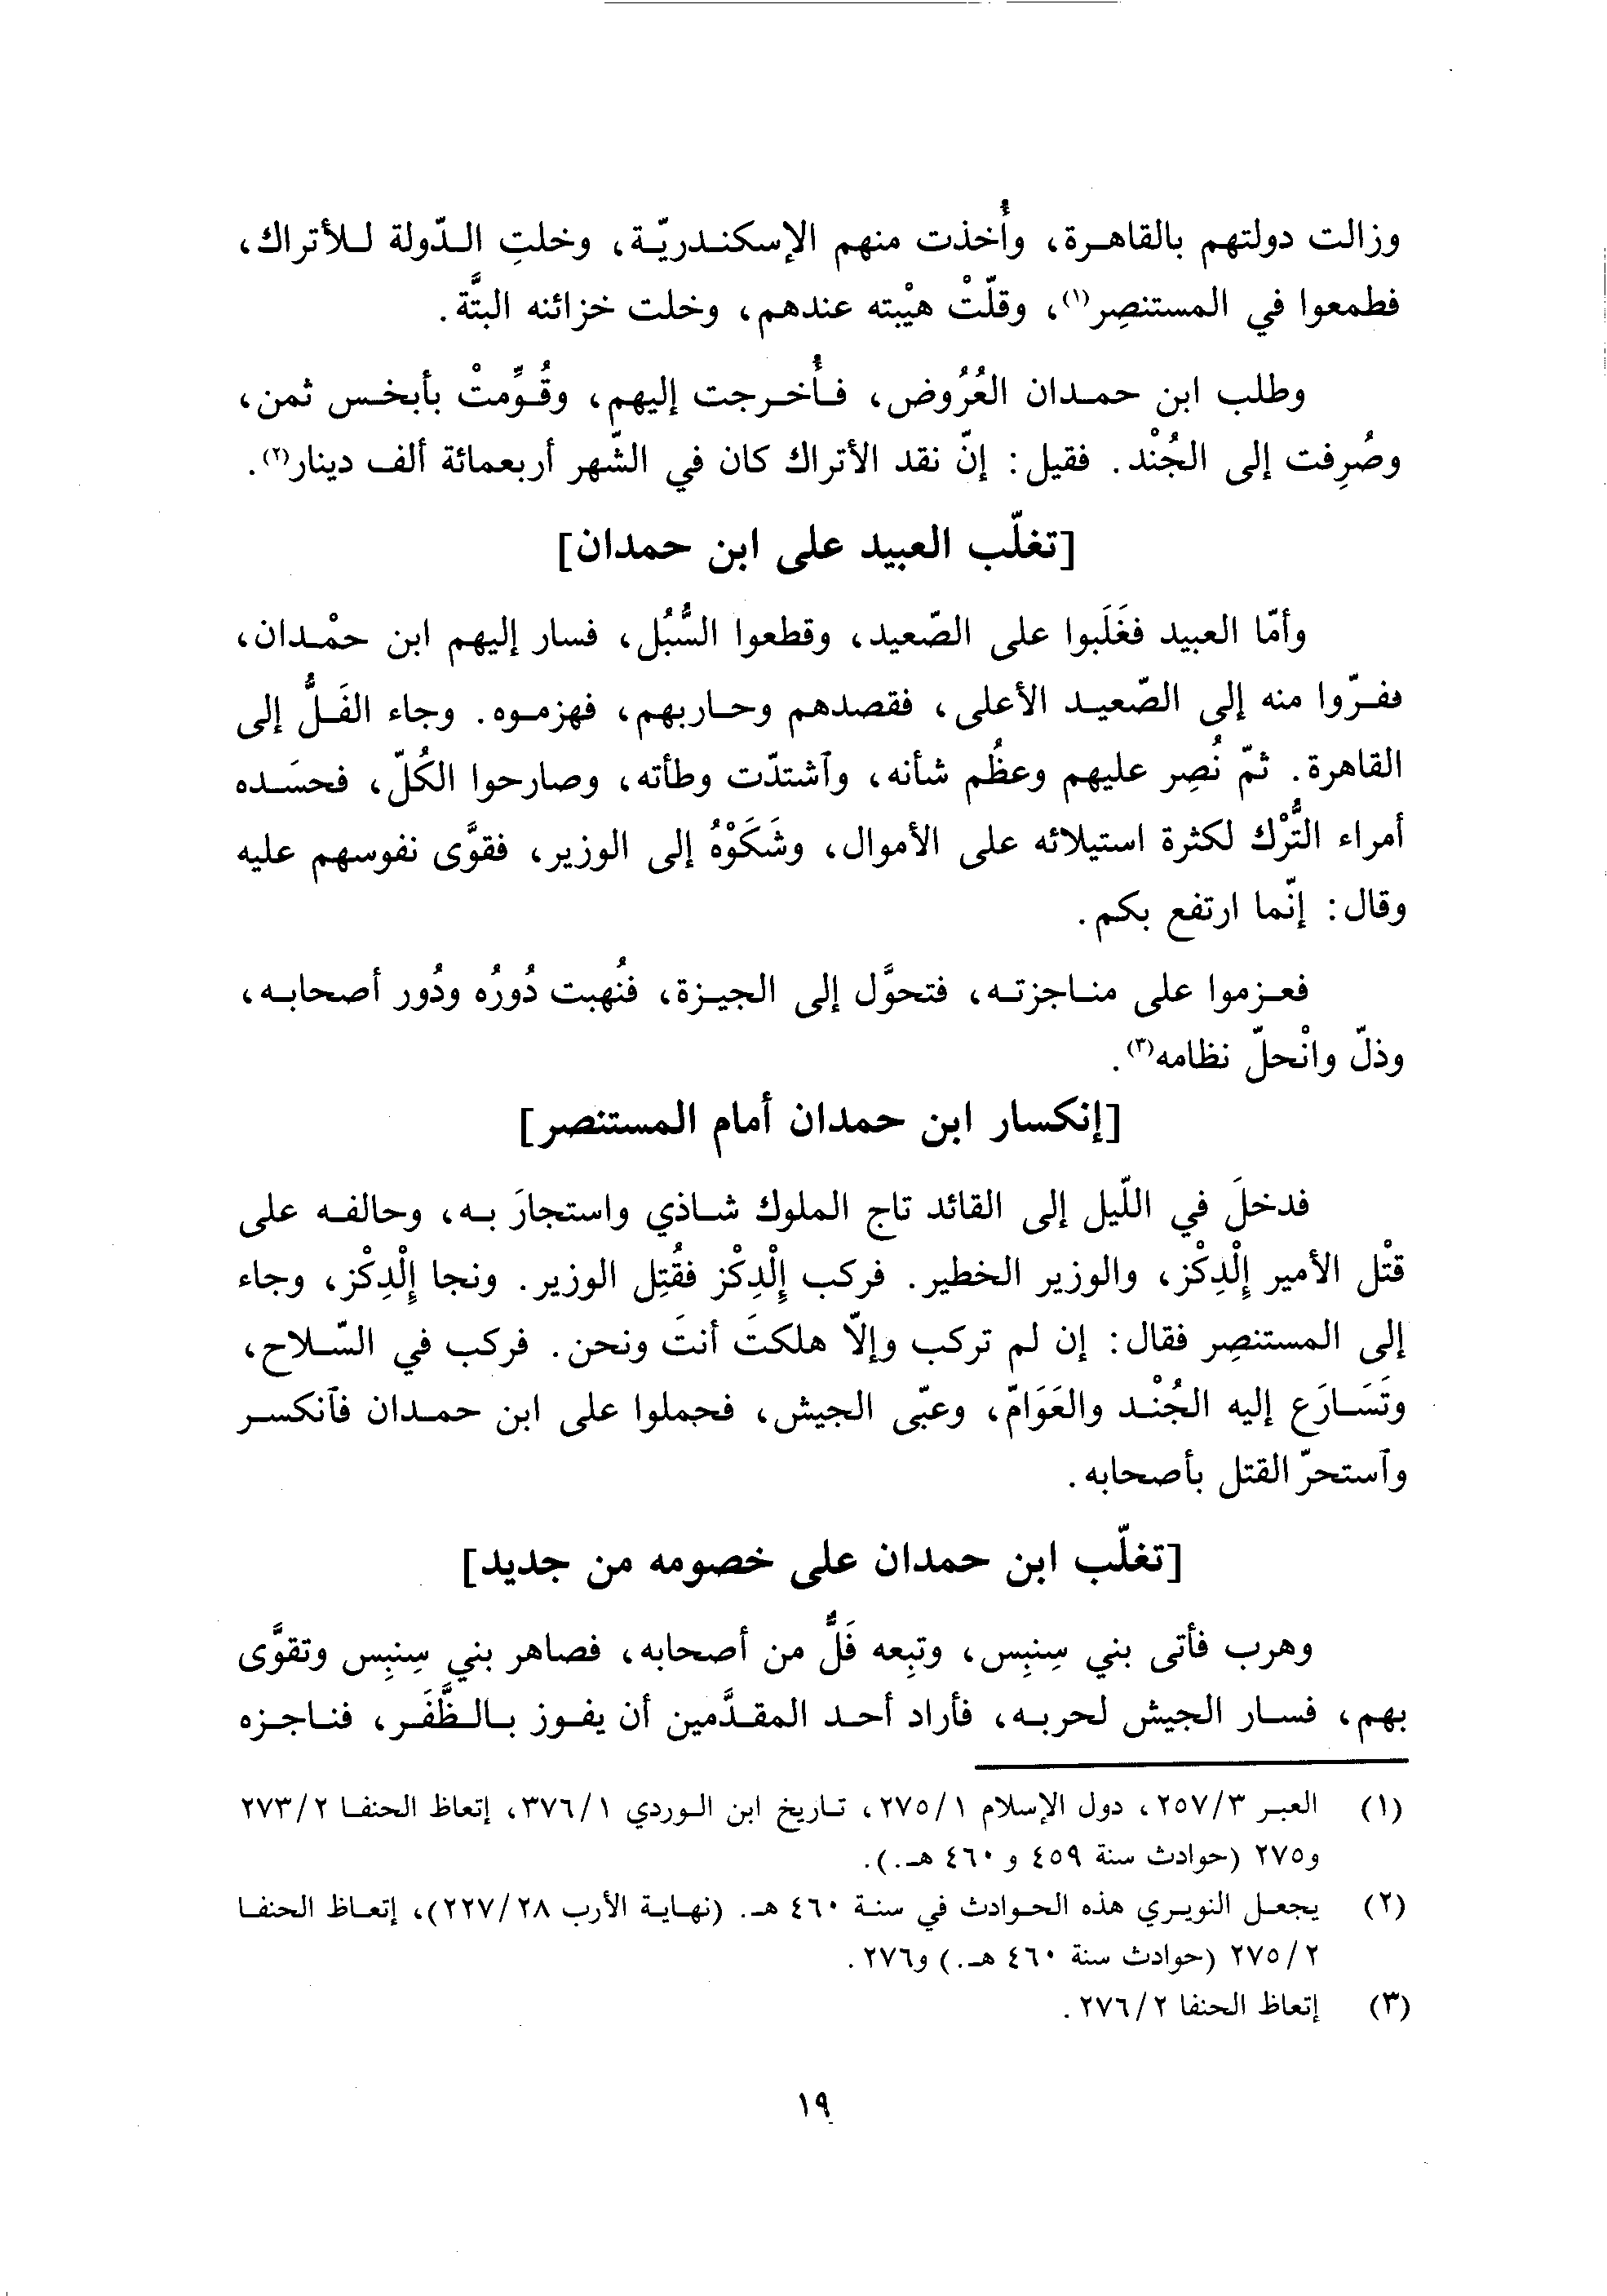 وزالت دولتهم بالقاهرة، وأُخذت منهم الإسكندريّة، وخلتِ الدّولة للأتراك،
فطمعوا في المستنصِر(١)، وقلّتْ هيْبته عندهم، وخلت خزائنه البتَّة.
وطلب ابن حمدان العُرُوض، فأُخرجت إليهم، وقُوِّمتْ بأبخس ثمن،
وصُرِفت إلى الجُنْد. فقيل: إنّ نقد الأتراك كان في الشّهر أربعمائة ألف دينار(٢).
[تغلّب العبيد على ابن حمدان]
وأمّا العبيد فغَلَبوا على الصّعيد، وقطعوا السُّبُل، فسار إليهم ابن حمْدان،
ففرّوا منه إلى الصّعيد الأعلى، فقصدهم وحاربهم، فهزموه. وجاء الفَلُّ إلى
القاهرة. ثمّ نُصِر عليهم وعظُم شأنه، وآشتدّت وطأته، وصارحوا الكُلّ، فحسَده
أمراء التُّرْك لكثرة استيلائه على الأموال، وشَكَوْهُ إلى الوزير، فقوَّى نفوسهم عليه
وقال: إنّما ارتفع بكم.
فعزموا على مناجزته، فتحوَّل إلى الجيزة، فنُهبت دُورُه ودُور أصحابه،
وذلّ وانْحلّ نظامه(٣).
[إنكسار ابن حمدان أمام المستنصر]
فدخلَ في اللّيل إلى القائد تاج الملوك شاذي واستجارَ به، وحالفه على
قتْل الأمير إِلْدِكْز، والوزير الخطير. فركب إِلْدِكْز فقُتِل الوزير. ونجا إِلْدِكْز، وجاء
إلى المستنصِر فقال: إن لم تركب وإلاّ هلكتَ أنتَ ونحن. فركب في السّلاح،
وتَسَارَع إليه الجُنْد والعَوَامّ، وعبّى الجيش، فحملوا على ابن حمدان فآنكسر
وآستحرّ القتل بأصحابه.
[تغلّب ابن حمدان على خصومه من جديد]
وهرب فأتى بني سِنبِس، وتبِعه فَلٌّ من أصحابه، فصاهر بني سِنبِس وتقوَّى
بهم، فسار الجيش لحربه، فأراد أحد المقدَّمين أن يفوز بالظَّفَر، فناجزه
(١) العبر ٢٥٧/٣، دول الإسلام ٢٧٥/١، تاريخ ابن الوردي ٣٧٦/١، إتعاظ الحنفا ٢٧٣/٢
و٢٧٥ (حوادث سنة ٤٥٩ و ٤٦٠ هـ.).
(٢) يجعل النويري هذه الحوادث في سنة ٤٦٠ هـ. (نهاية الأرب ٢٢٧/٢٨)، إتعاظ الحنفا
٢٧٥/٢ (حوادث سنة ٤٦٠ هـ.) و٢٧٦.
(٣) إتعاظ الحنفا ٢٧٦/٢.
١٩